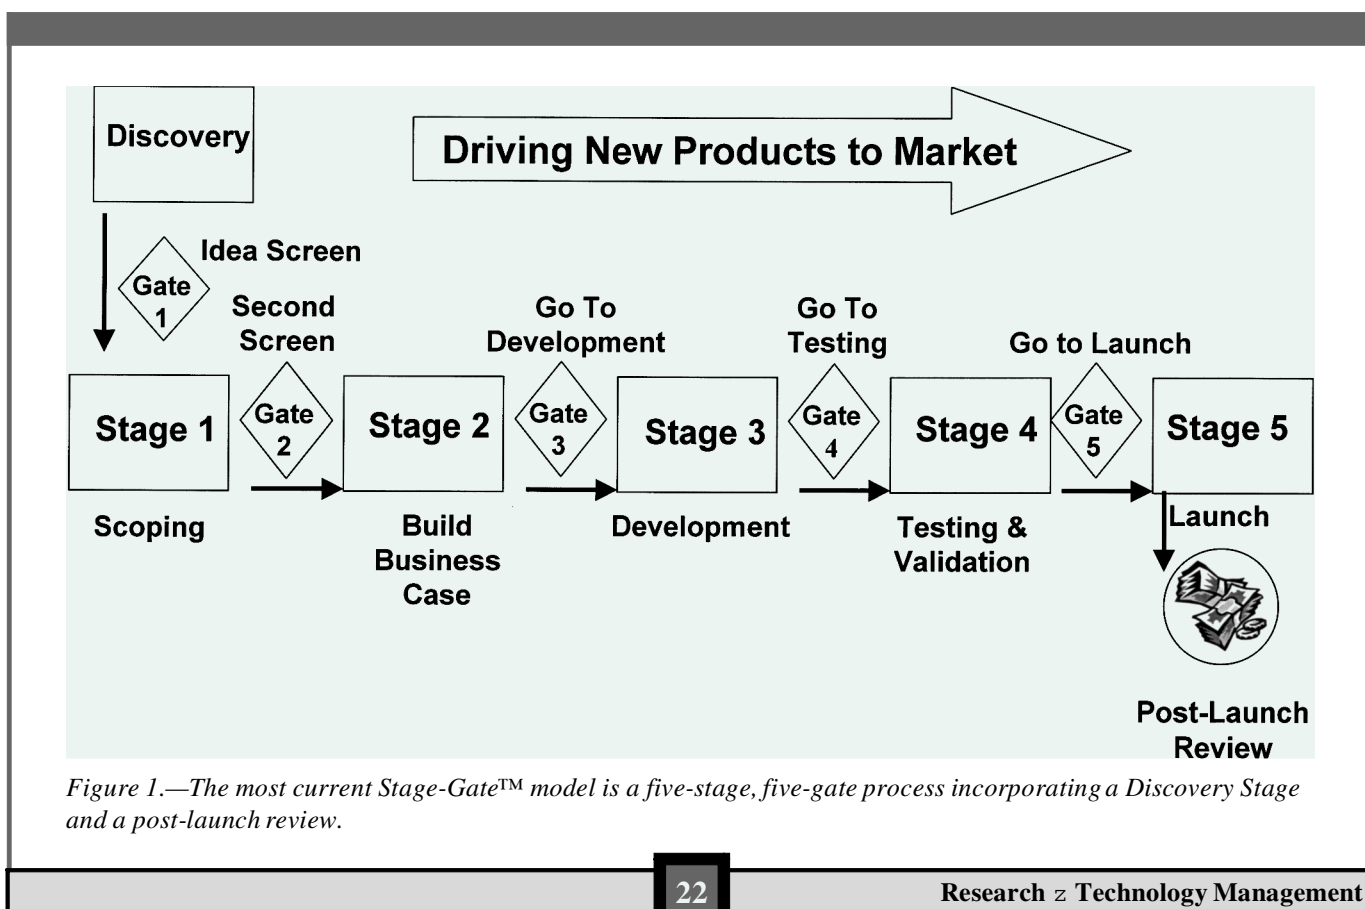 Discovery
Driving New Products to Market
Idea Screen
Gate
1
Second
Screen
Go To
Development
Go To
Testing
Go to Launch
Stage 1
Gate
2
Stage 2
Gate
3
Stage 3
Gate
4
Stage 4
Gate
5
Stage 5
Scoping
Build
Business
Case
Development
Testing &
Validation
Launch
Post-Launch
Review
Figure 1.—The most current Stage-Gate™ model is a five-stage, five-gate process incorporating a Discovery Stage
and a post-launch review.
22
Research z Technology Management